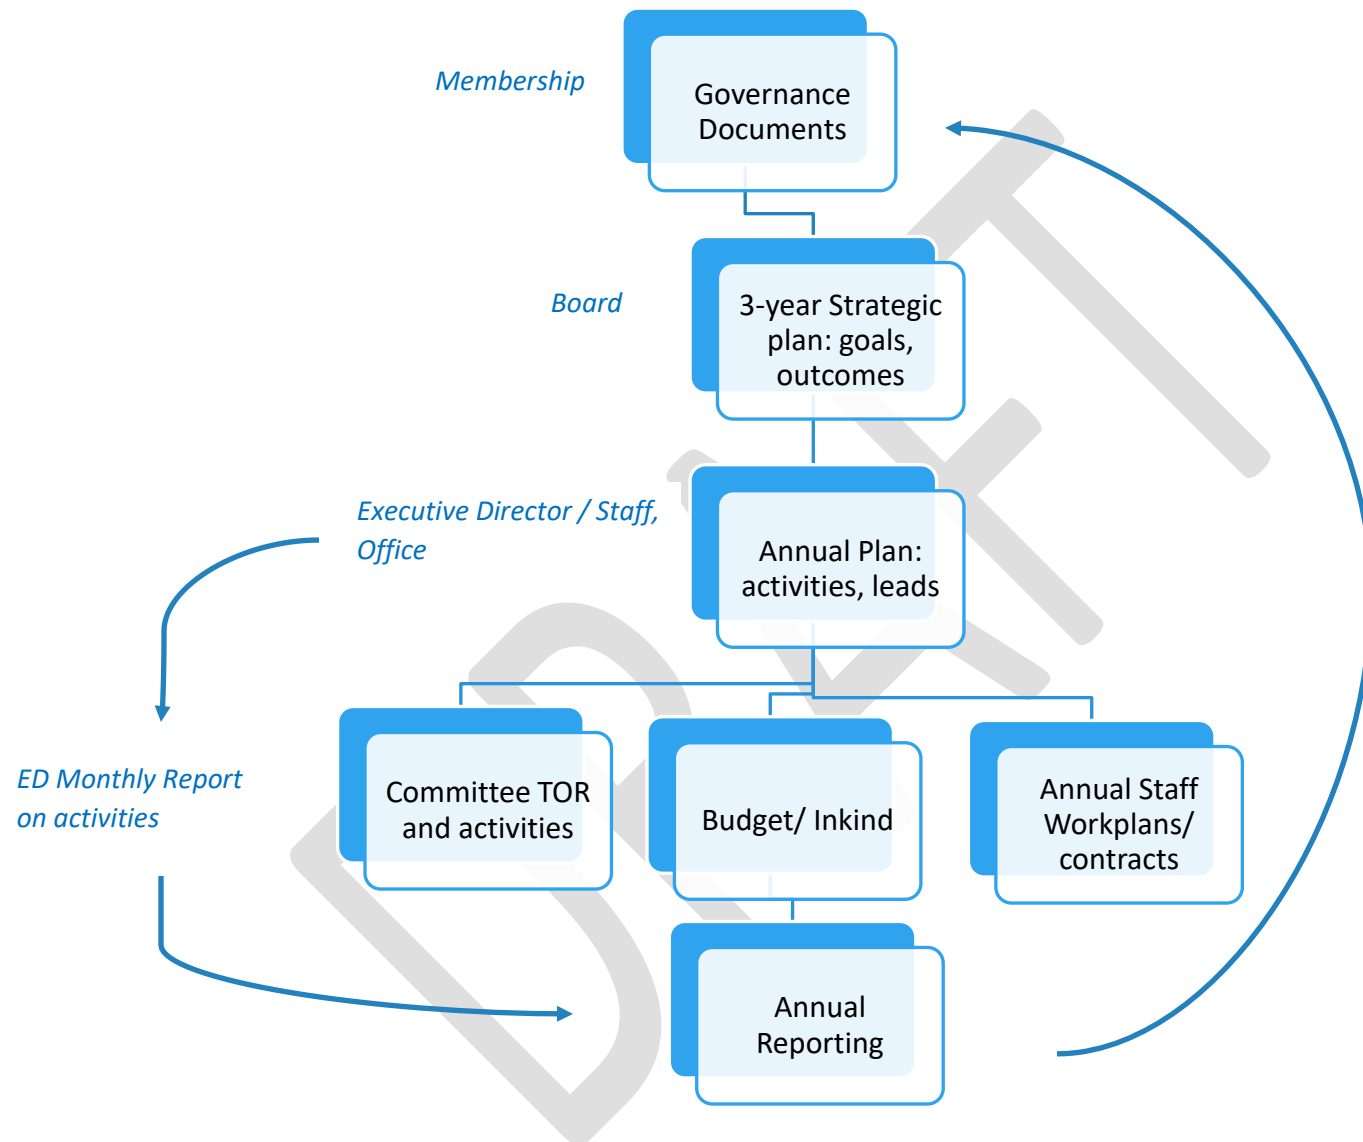 Membership
Governance
Documents
Board
3-year Strategic
plan: goals,
outcomes
Executive Director / Staff,
Office
Annual Plan:
activities, leads
ED Monthly Report
on activities
Committee TOR
and activities
Budget/ Inkind
Annual Staff
Workplans/
contracts
Annual
Reporting
DRAFT